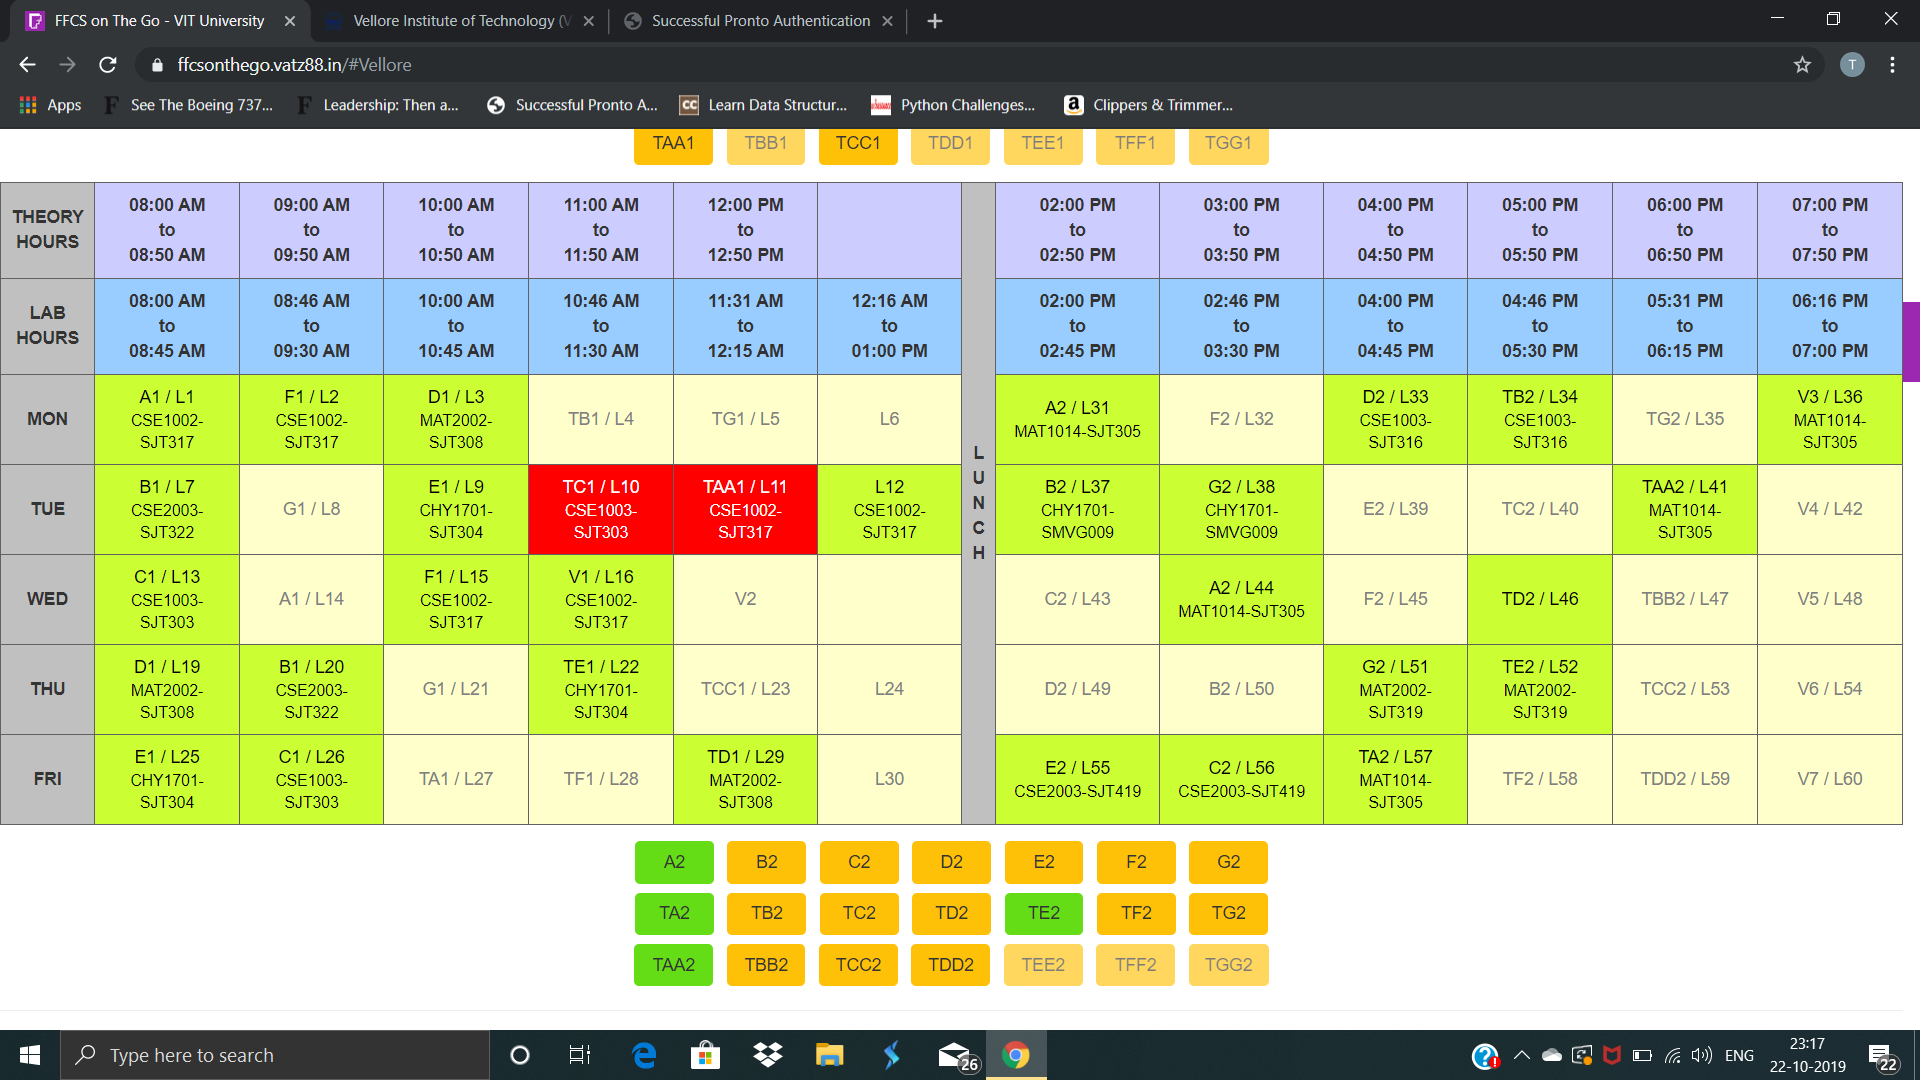 FFCS on The Go - VIT University
Vellore Institute of Technology (V
Successful Pronto Authentication
ffcsonthego.vatz88.in/#Vellore
T
Apps
See The Boeing 737...
Leadership: Then a...
Successful Pronto A...
CC
Learn Data Structur...
Python Challenges...
Clippers & Trimmer...
TAA1 TBB1 TCC1 TDD1 TEE1 TFF1 TGG1
THEORY HOURS
08:00 AM to 08:50 AM
09:00 AM to 09:50 AM
10:00 AM to 10:50 AM
11:00 AM to 11:50 AM
12:00 PM to 12:50 PM
02:00 PM to 02:50 PM
03:00 PM to 03:50 PM
04:00 PM to 04:50 PM
05:00 PM to 05:50 PM
06:00 PM to 06:50 PM
07:00 PM to 07:50 PM
LAB HOURS
08:00 AM to 08:45 AM
08:46 AM to 09:30 AM
10:00 AM to 10:45 AM
10:46 AM to 11:30 AM
11:31 AM to 12:15 AM
12:16 AM to 01:00 PM
02:00 PM to 02:45 PM
02:46 PM to 03:30 PM
04:00 PM to 04:45 PM
04:46 PM to 05:30 PM
05:31 PM to 06:15 PM
06:16 PM to 07:00 PM
LUNCH
MON
A1 / L1 CSE1002-SJT317
F1 / L2 CSE1002-SJT317
D1 / L3 MAT2002-SJT308
TB1 / L4
TG1 / L5
L6
A2 / L31 MAT1014-SJT305
F2 / L32
D2 / L33 CSE1003-SJT316
TB2 / L34 CSE1003-SJT316
TG2 / L35
V3 / L36 MAT1014-SJT305
TUE
B1 / L7 CSE2003-SJT322
G1 / L8
E1 / L9 CHY1701-SJT304
TC1 / L10 CSE1003-SJT303
TAA1 / L11 CSE1002-SJT317
L12 CSE1002-SJT317
B2 / L37 CHY1701-SMVG009
G2 / L38 CHY1701-SMVG009
E2 / L39
TC2 / L40
TAA2 / L41 MAT1014-SJT305
V4 / L42
WED
C1 / L13 CSE1003-SJT303
A1 / L14
F1 / L15 CSE1002-SJT317
V1 / L16 CSE1002-SJT317
V2
C2 / L43
A2 / L44 MAT1014-SJT305
F2 / L45
TD2 / L46
TBB2 / L47
V5 / L48
THU
D1 / L19 MAT2002-SJT308
B1 / L20 CSE2003-SJT322
G1 / L21
TE1 / L22 CHY1701-SJT304
TCC1 / L23
L24
D2 / L49
B2 / L50
G2 / L51 MAT2002-SJT319
TE2 / L52 MAT2002-SJT319
TCC2 / L53
V6 / L54
FRI
E1 / L25 CHY1701-SJT304
C1 / L26 CSE1003-SJT303
TA1 / L27
TF1 / L28
TD1 / L29 MAT2002-SJT308
L30
E2 / L55 CSE2003-SJT419
C2 / L56 CSE2003-SJT419
TA2 / L57 MAT1014-SJT305
TF2 / L58
TDD2 / L59
V7 / L60
A2 B2 C2 D2 E2 F2 G2
TA2 TB2 TC2 TD2 TE2 TF2 TG2
TAA2 TBB2 TCC2 TDD2 TEE2 TFF2 TGG2
Type here to search
26
ENG
23:17
22-10-2019
22